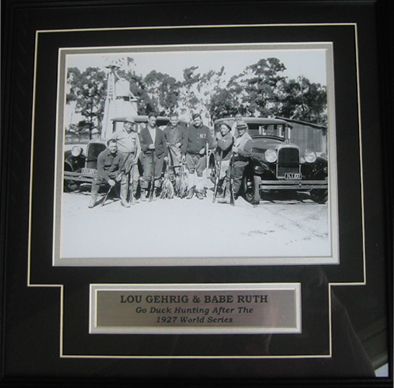 LOU GEHRIG & BABE RUTH
Go Duck Hunting After The
1927 World Series